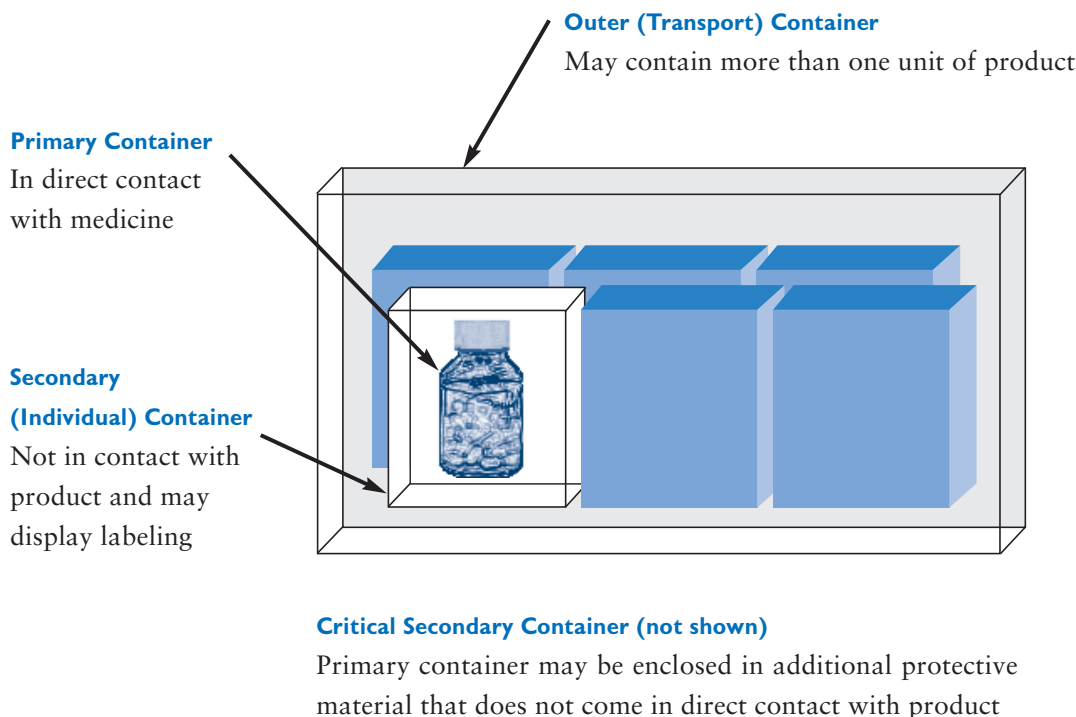 Outer (Transport) Container
May contain more than one unit of product
Primary Container
In direct contact
with medicine
Secondary
(Individual) Container
Not in contact with
product and may
display labeling
Critical Secondary Container (not shown)
Primary container may be enclosed in additional protective
material that does not come in direct contact with product